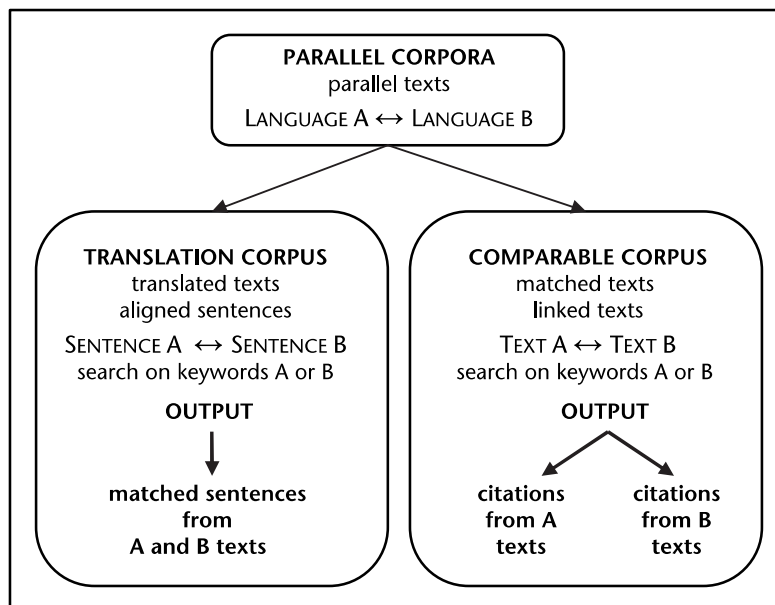 PARALLEL CORPORA
parallel texts
LANGUAGE A ↔ LANGUAGE B
TRANSLATION CORPUS
translated texts
aligned sentences
SENTENCE A ↔ SENTENCE B
search on keywords A or B
OUTPUT
matched sentences
from
A and B texts
COMPARABLE CORPUS
matched texts
linked texts
TEXT A ↔ TEXT B
search on keywords A or B
OUTPUT
citations
from A
texts
citations
from B
texts